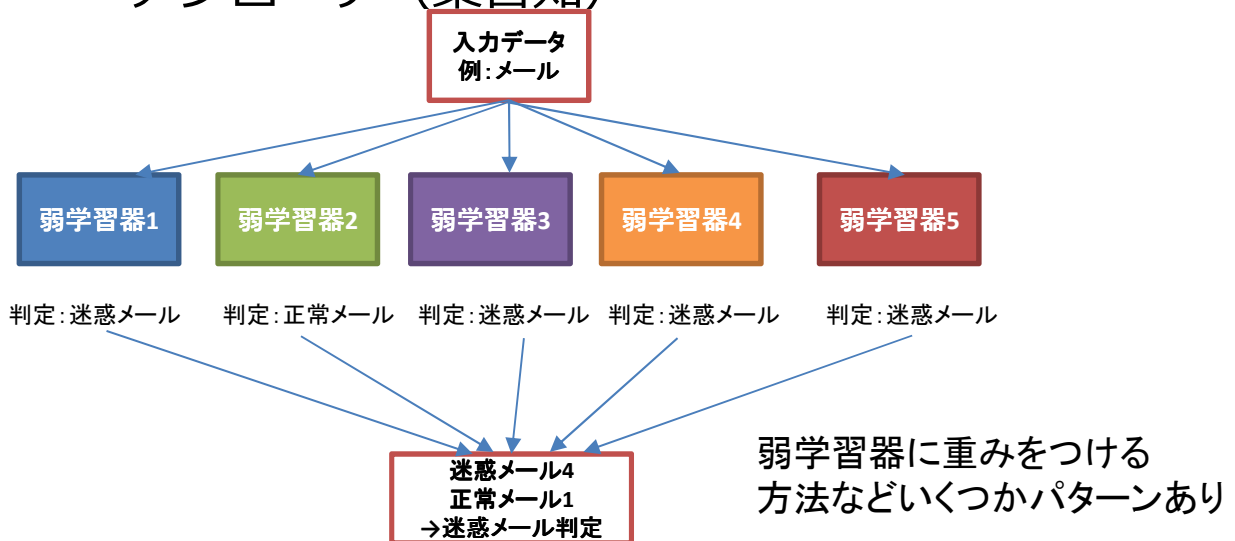 (集合知)
入力データ
例：メール
弱学習器1
弱学習器2
弱学習器3
弱学習器4
弱学習器5
判定：迷惑メール
判定：正常メール
判定：迷惑メール
判定：迷惑メール
判定：迷惑メール
迷惑メール4
正常メール1
→迷惑メール判定
弱学習器に重みをつける
方法などいくつかパターンあり